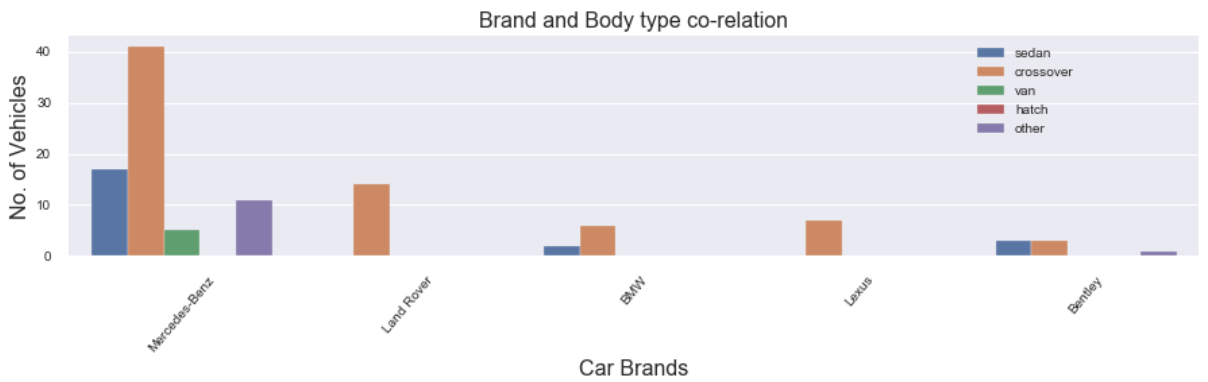 Brand and Body type co-relation
No. of Vehicles
40
30
20
10
0
sedan
crossover
van
hatch
other
Mercedes-Benz
Land Rover
BMW
Lexus
Bentley
Car Brands